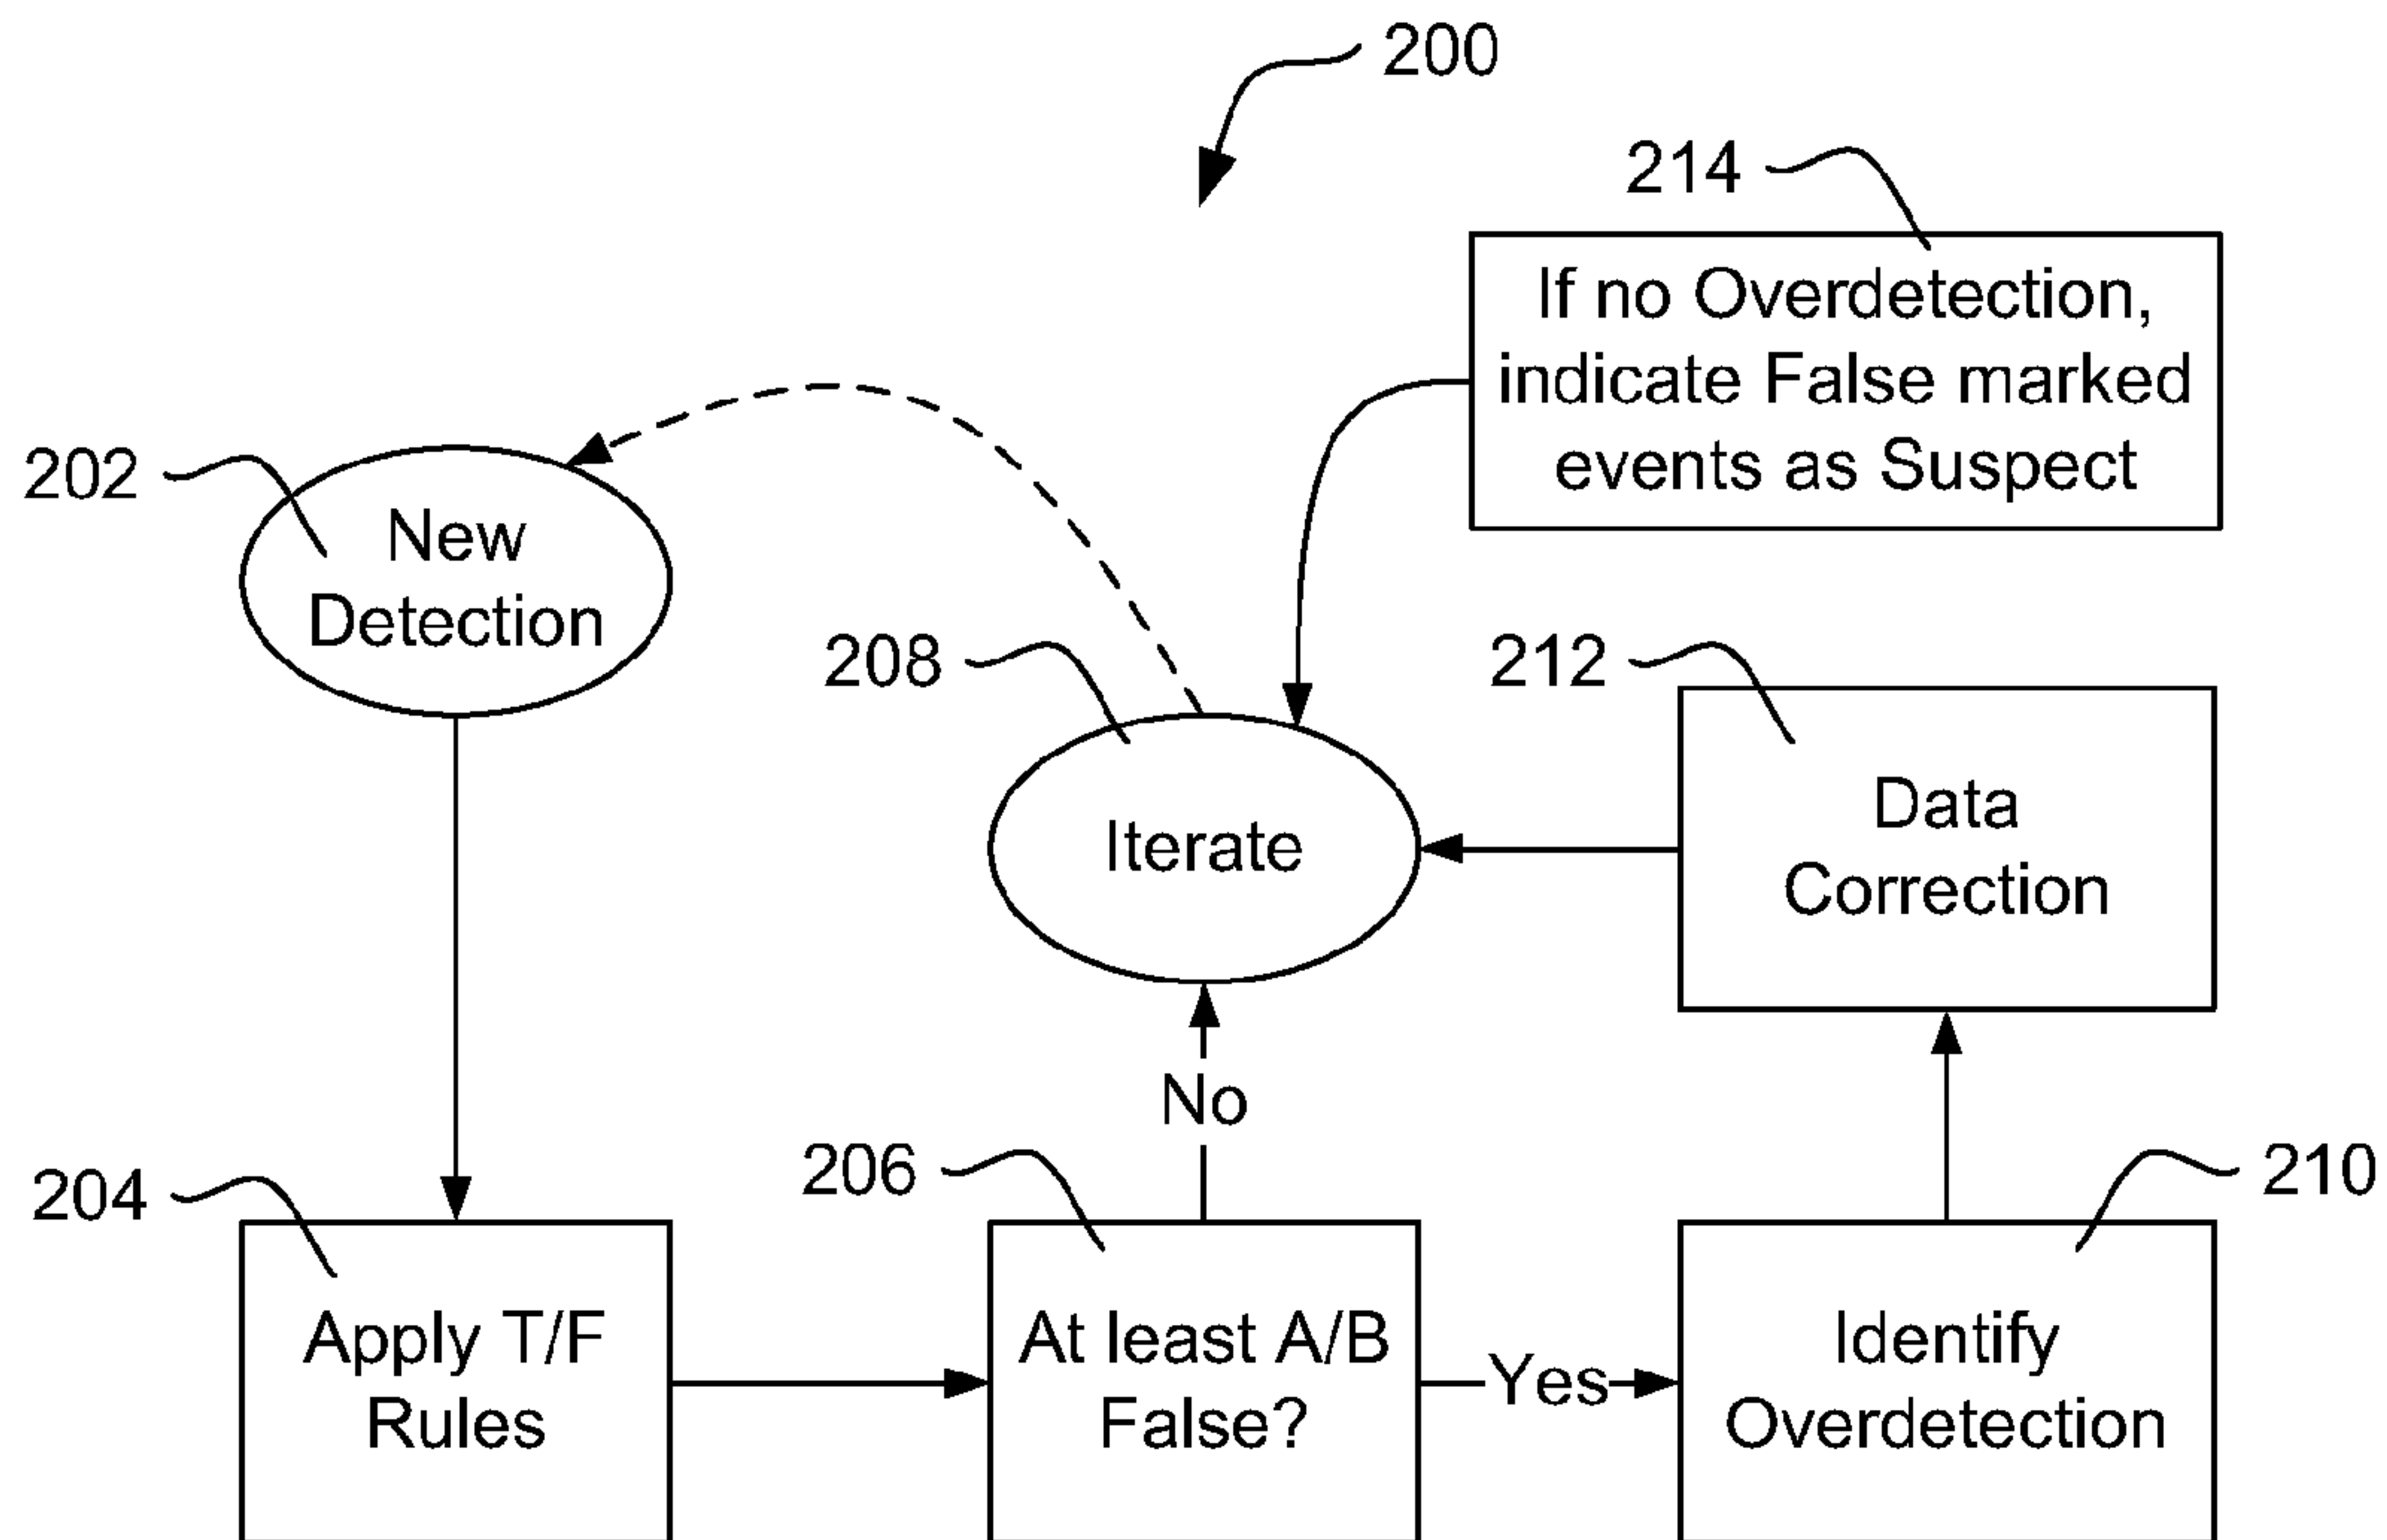 200
214
If no Overdetection,
indicate False marked
events as Suspect
202
New
Detection
208
Iterate
212
Data
Correction
No
204
Apply T/F
Rules
206
At least A/B
False?
Yes
210
Identify
Overdetection